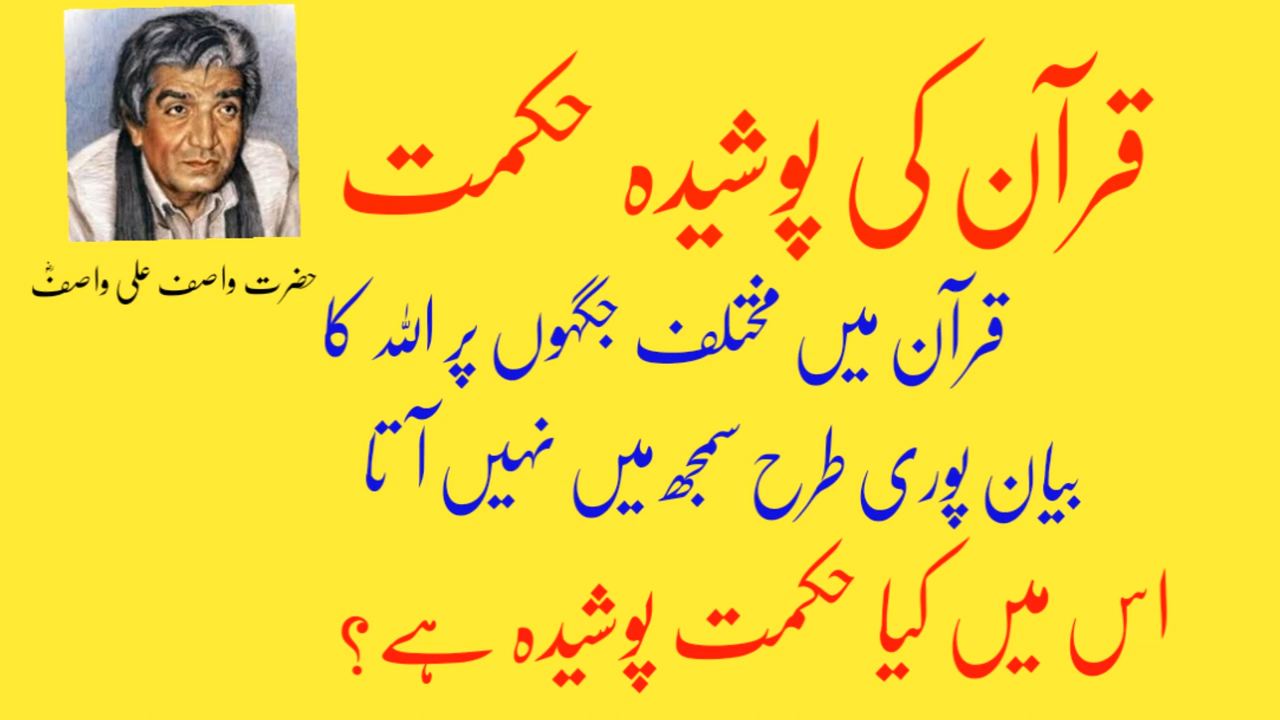 قرآن کی پوشیدہ حکمت
حضرت واصف علی واصفؒ
قرآن میں مختلف جگہوں پر اللہ کا
بیان پوری طرح سمجھ میں نہیں آتا
اس میں کیا حکمت پوشیدہ ہے؟